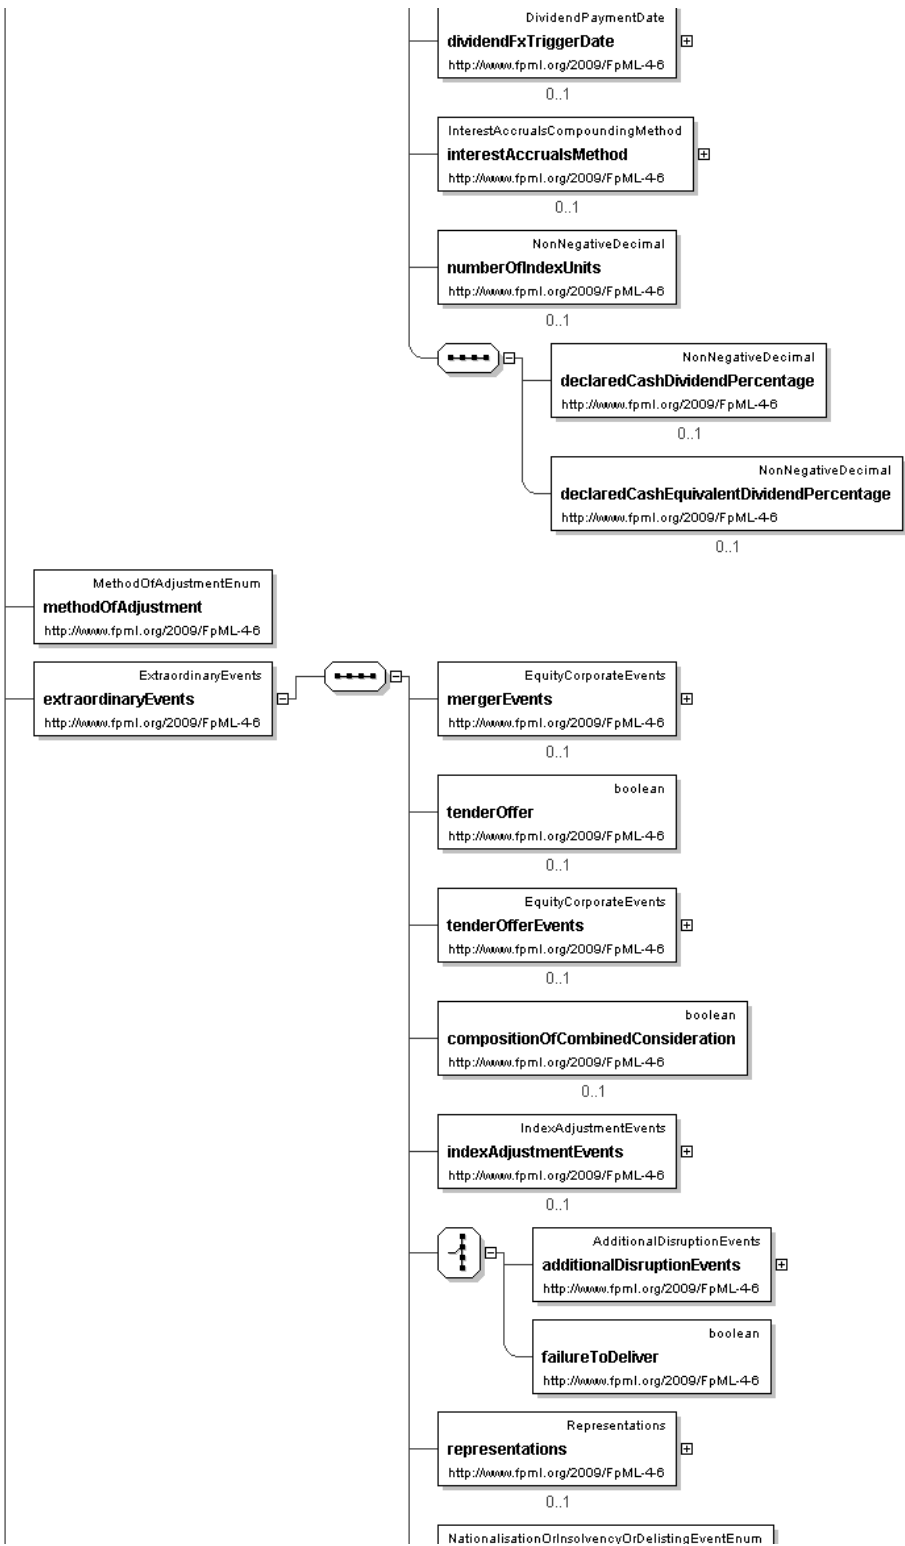 DividendPaymentDate
dividendFxTriggerDate
http://www.fpml.org/2009/FpML-4-6
0..1
InterestAccrualsCompoundingMethod
interestAccrualsMethod
http://www.fpml.org/2009/FpML-4-6
0..1
NonNegativeDecimal
numberOfIndexUnits
http://www.fpml.org/2009/FpML-4-6
0..1
NonNegativeDecimal
declaredCashDividendPercentage
http://www.fpml.org/2009/FpML-4-6
0..1
NonNegativeDecimal
declaredCashEquivalentDividendPercentage
http://www.fpml.org/2009/FpML-4-6
0..1
MethodOfAdjustmentEnum
methodOfAdjustment
http://www.fpml.org/2009/FpML-4-6
ExtraordinaryEvents
extraordinaryEvents
http://www.fpml.org/2009/FpML-4-6
EquityCorporateEvents
mergerEvents
http://www.fpml.org/2009/FpML-4-6
0..1
boolean
tenderOffer
http://www.fpml.org/2009/FpML-4-6
0..1
EquityCorporateEvents
tenderOfferEvents
http://www.fpml.org/2009/FpML-4-6
0..1
boolean
compositionOfCombinedConsideration
http://www.fpml.org/2009/FpML-4-6
0..1
IndexAdjustmentEvents
indexAdjustmentEvents
http://www.fpml.org/2009/FpML-4-6
0..1
AdditionalDisruptionEvents
additionalDisruptionEvents
http://www.fpml.org/2009/FpML-4-6
boolean
failureToDeliver
http://www.fpml.org/2009/FpML-4-6
Representations
representations
http://www.fpml.org/2009/FpML-4-6
0..1
NationalisationOrInsolvencyOrDelistingEventEnum